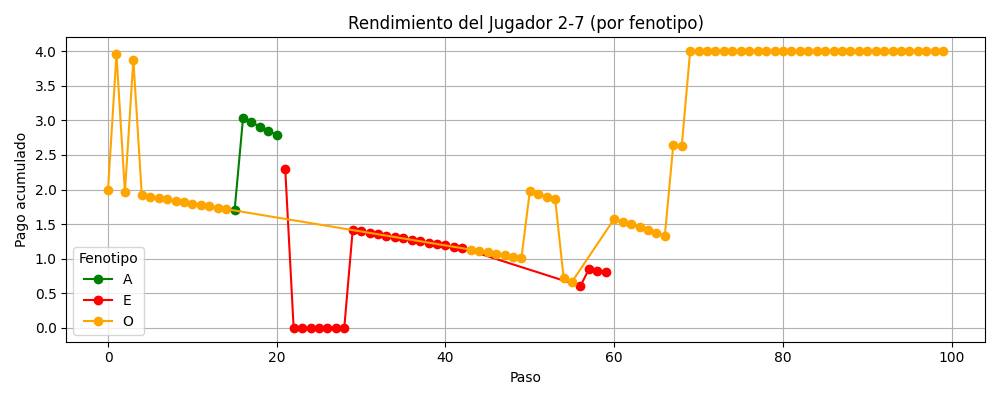 Rendimiento del Jugador 2-7 (por fenotipo)
Pago acumulado
4.0
3.5
3.0
2.5
2.0
1.5
1.0
0.5
0.0
Fenotipo
A
E
O
0 20 40 60 80 100
Paso